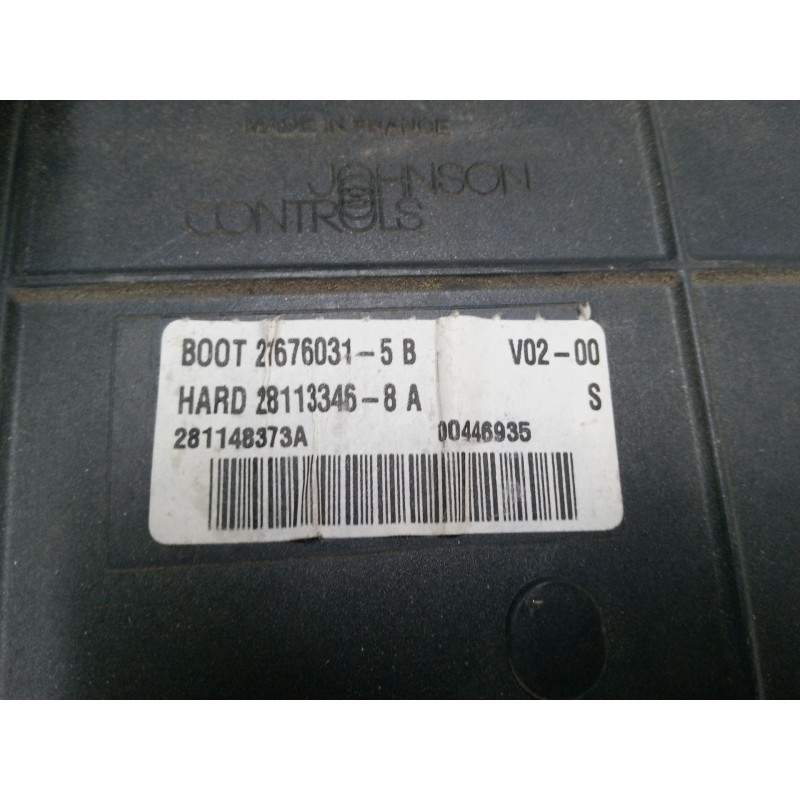 MADE IN FRANCE
JOHNSON
CONTROLS
BOOT 21676031-5 B V02-00
HARD 28113346-8 A S
281148373A 00446935